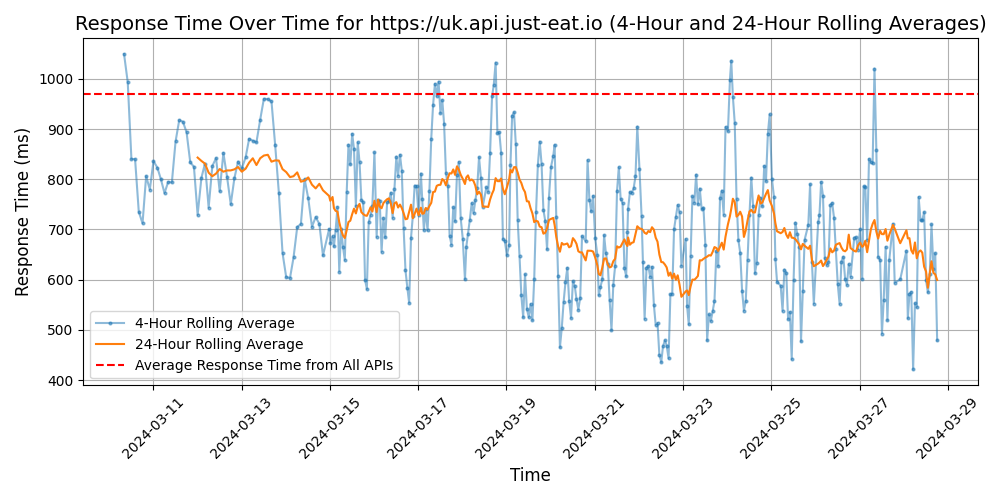 Response Time Over Time for https://uk.api.just-eat.io (4-Hour and 24-Hour Rolling Averages)
Response Time (ms)
1000
900
800
700
600
500
400
4-Hour Rolling Average
24-Hour Rolling Average
Average Response Time from All APIs
2024-03-11
2024-03-13
2024-03-15
2024-03-17
2024-03-19
2024-03-21
2024-03-23
2024-03-25
2024-03-27
2024-03-29
Time